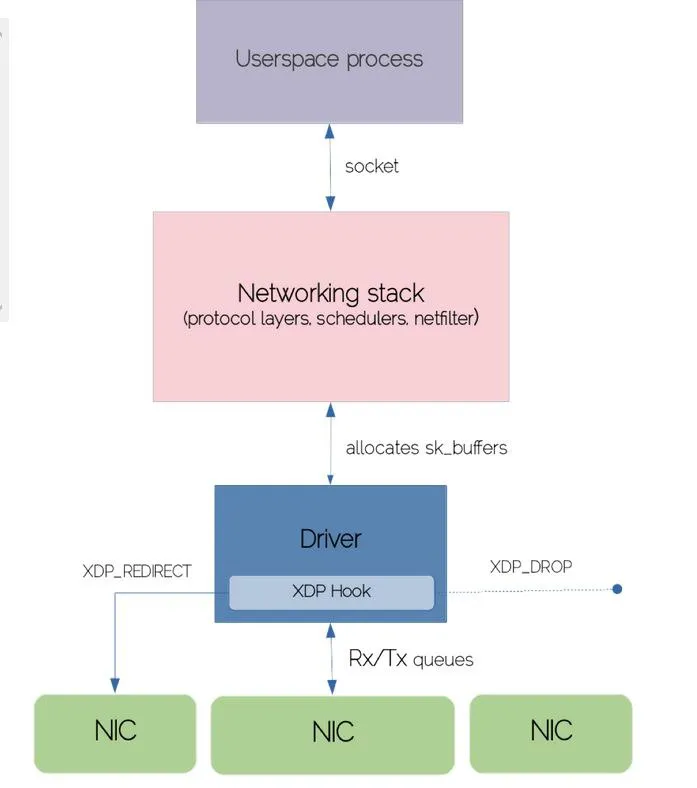 Userspace process
socket
Networking stack
(protocol layers, schedulers, netfilter)
allocates sk_buffers
Driver
XDP_REDIRECT
XDP_DROP
XDP Hook
Rx/Tx queues
NIC
NIC
NIC